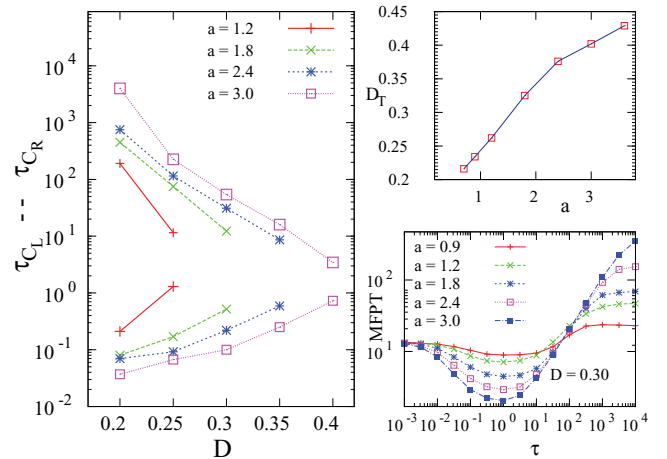 10^4
10^3
10^2
10^1
10^0
10^-1
10^-2
τ_{C_L} -- τ_{C_R}
a = 1.2
a = 1.8
a = 2.4
a = 3.0
0.2 0.25 0.3 0.35 0.4
D
0.45
0.4
0.35
0.3
0.25
0.2
D_T
1 2 3
a
MFPT
10^2
10^1
a = 0.9
a = 1.2
a = 1.8
a = 2.4
a = 3.0
D = 0.30
10^-3 10^-2 10^-1 10^0 10^1 10^2 10^3 10^4
τ